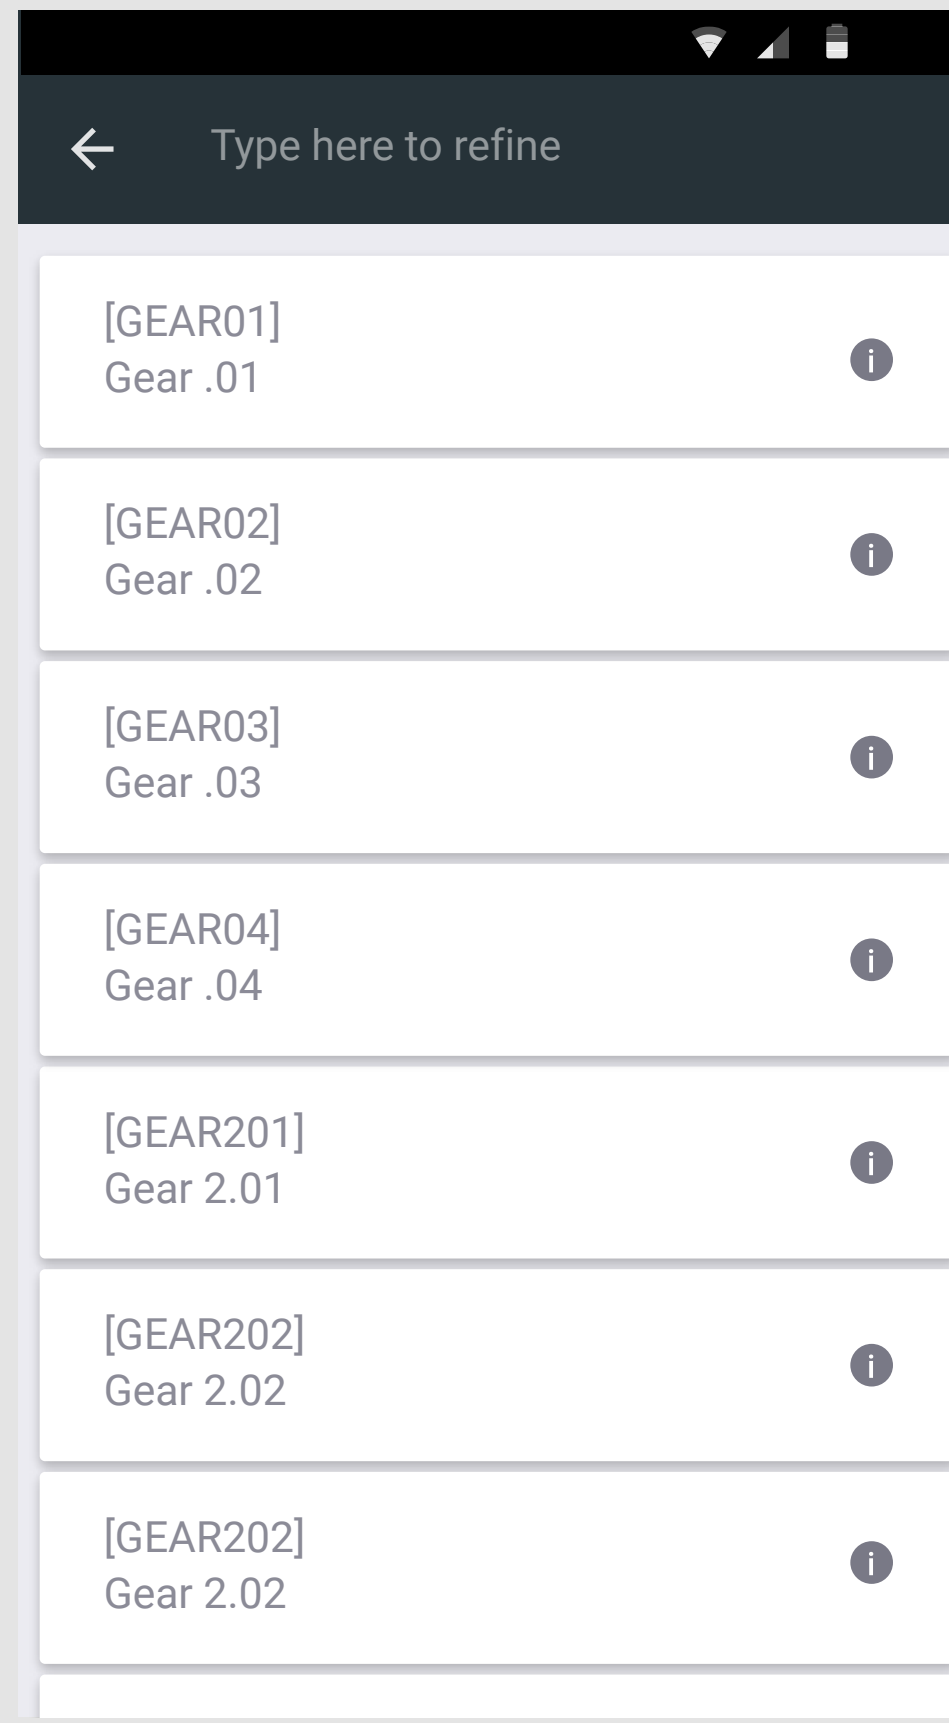 Type here to refine
[GEAR01]
Gear .01
[GEAR02]
Gear .02
[GEAR03]
Gear .03
[GEAR04]
Gear .04
[GEAR201]
Gear 2.01
[GEAR202]
Gear 2.02
[GEAR202]
Gear 2.02